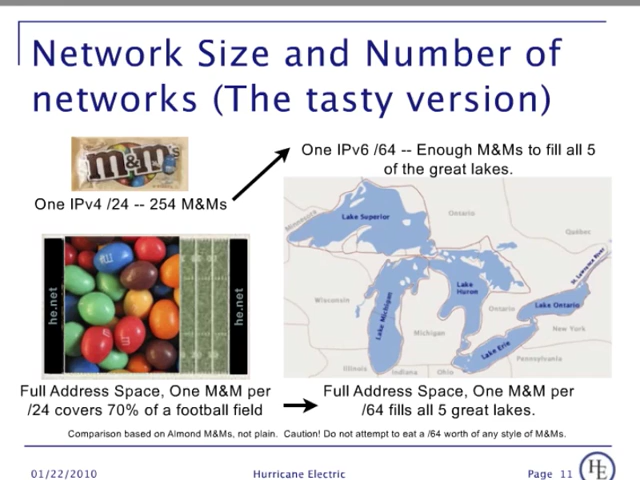 Network Size and Number of
networks (The tasty version)
m&m's
One IPv4 /24 -- 254 M&Ms
One IPv6 /64 -- Enough M&Ms to fill all 5
of the great lakes.
he.net
he.net
Minnesota
Lake Superior
Ontario
Québec
St. Lawrence River
Wisconsin
Lake Michigan
Lake
Huron
Ontario
Lake Ontario
Michigan
New York
Lake Erie
Pennsylvania
Illinois
Indiana
Ohio
Full Address Space, One M&M per
/24 covers 70% of a football field
Full Address Space, One M&M per
/64 fills all 5 great lakes.
Comparison based on Almond M&Ms, not plain. Caution! Do not attempt to eat a /64 worth of any style of M&Ms.
01/22/2010
Hurricane Electric
Page 11
HE